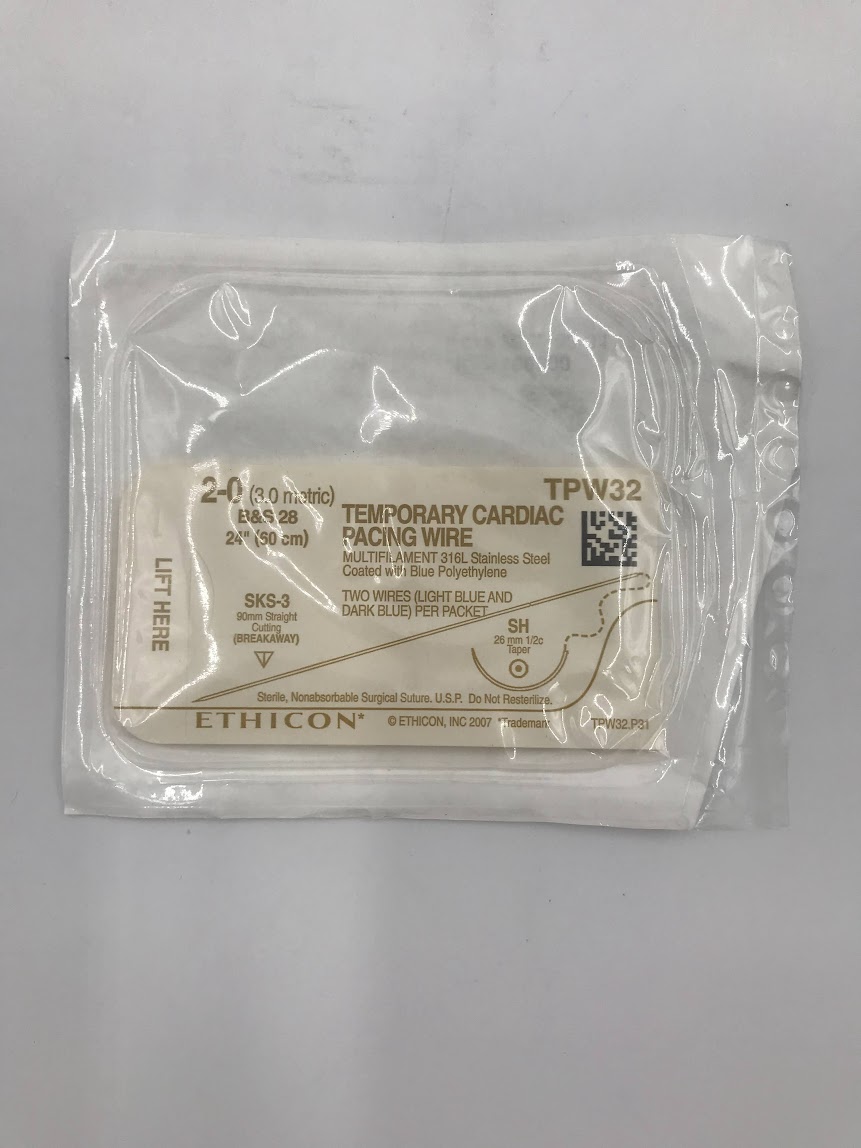 2-0 (3.0 metric)
B&S 28
24" (60 cm)
TPW32
TEMPORARY CARDIAC
PACING WIRE
MULTIFILAMENT 316L Stainless Steel
Coated with Blue Polyethylene
TWO WIRES (LIGHT BLUE AND
DARK BLUE) PER PACKET
LIFT HERE
SKS-3
90mm Straight
Cutting
(BREAKAWAY)
SH
26 mm 1/2c
Taper
Sterile, Nonabsorbable Surgical Suture. U.S.P. Do Not Resterilize.
ETHICON* © ETHICON, INC 2007 *Trademark TPW32.P31